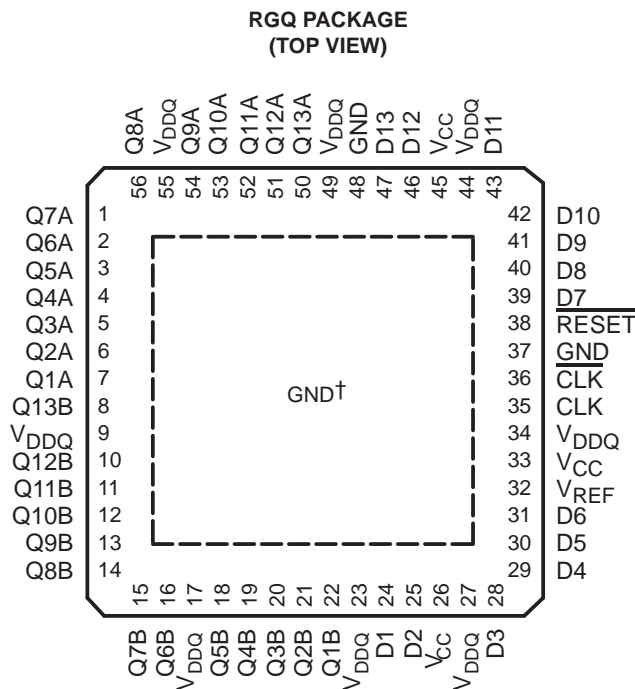 RGQ PACKAGE
(TOP VIEW)
Q8A
VDDQ
Q9A
Q10A
Q11A
Q12A
Q13A
VDDQ
GND
D13
D12
VCC
VDDQ
D11
56
55
54
53
52
51
50
49
48
47
46
45
44
43
Q7A 1
Q6A 2
Q5A 3
Q4A 4
Q3A 5
Q2A 6
Q1A 7
Q13B 8
VDDQ 9
Q12B 10
Q11B 11
Q10B 12
Q9B 13
Q8B 14
GND†
42 D10
41 D9
40 D8
39 D7
38 R̅E̅S̅E̅T̅
37 GND
36 C̅L̅K̅
35 CLK
34 VDDQ
33 VCC
32 VREF
31 D6
30 D5
29 D4
15
16
17
18
19
20
21
22
23
24
25
26
27
28
Q7B
Q6B
VDDQ
Q5B
Q4B
Q3B
Q2B
Q1B
VDDQ
D1
D2
VCC
VDDQ
D3